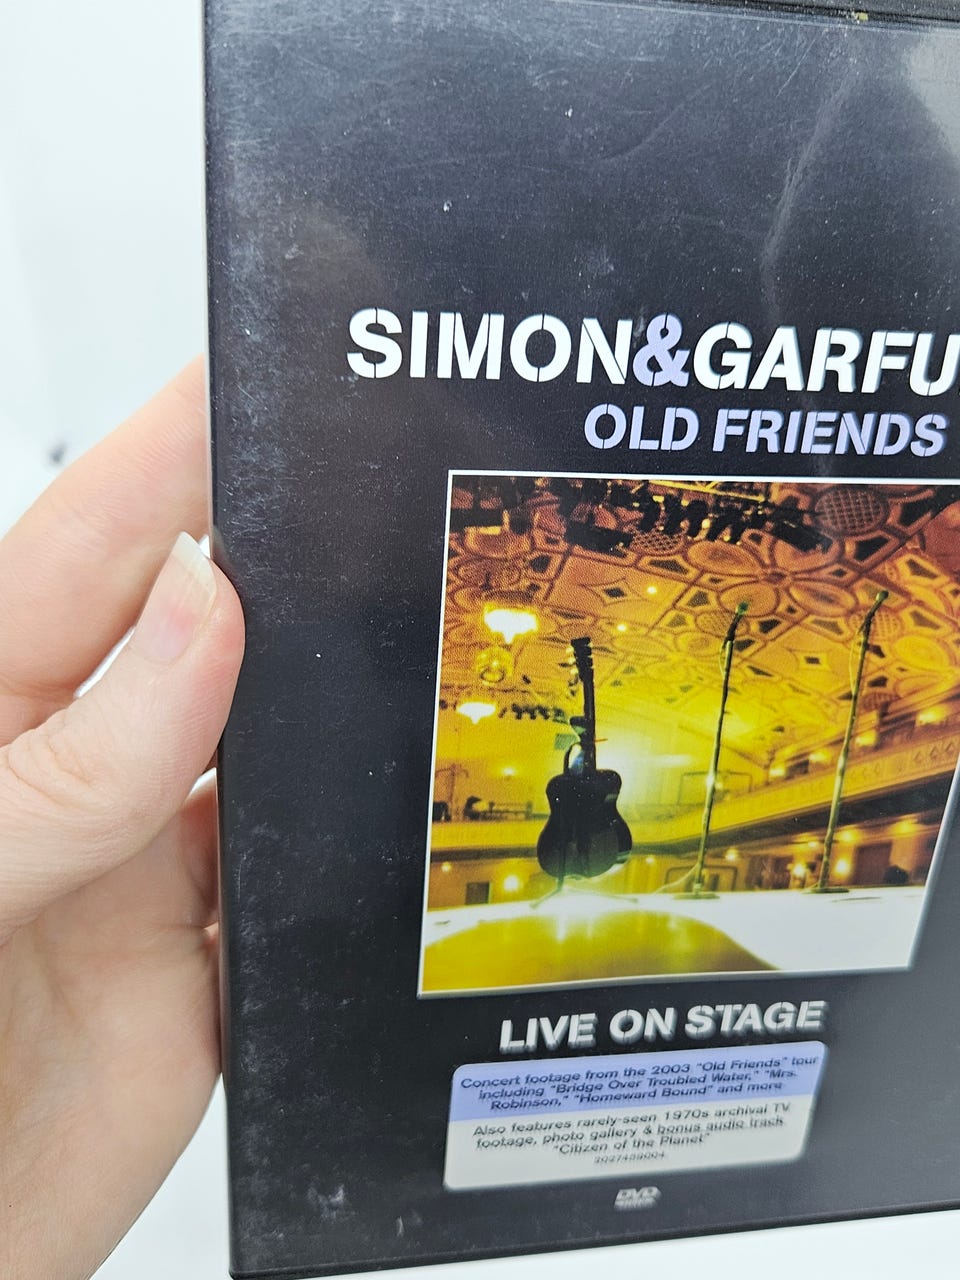 SIMON&GARFU
OLD FRIENDS
LIVE ON STAGE
Concert footage from the 2003 "Old Friends" tour
including "Bridge Over Troubled Water," "Mrs.
Robinson," "Homeward Bound" and more
Also features rarely-seen 1970s archival TV
footage, photo gallery & bonus audio track
"Citizen of the Planet"
DVD